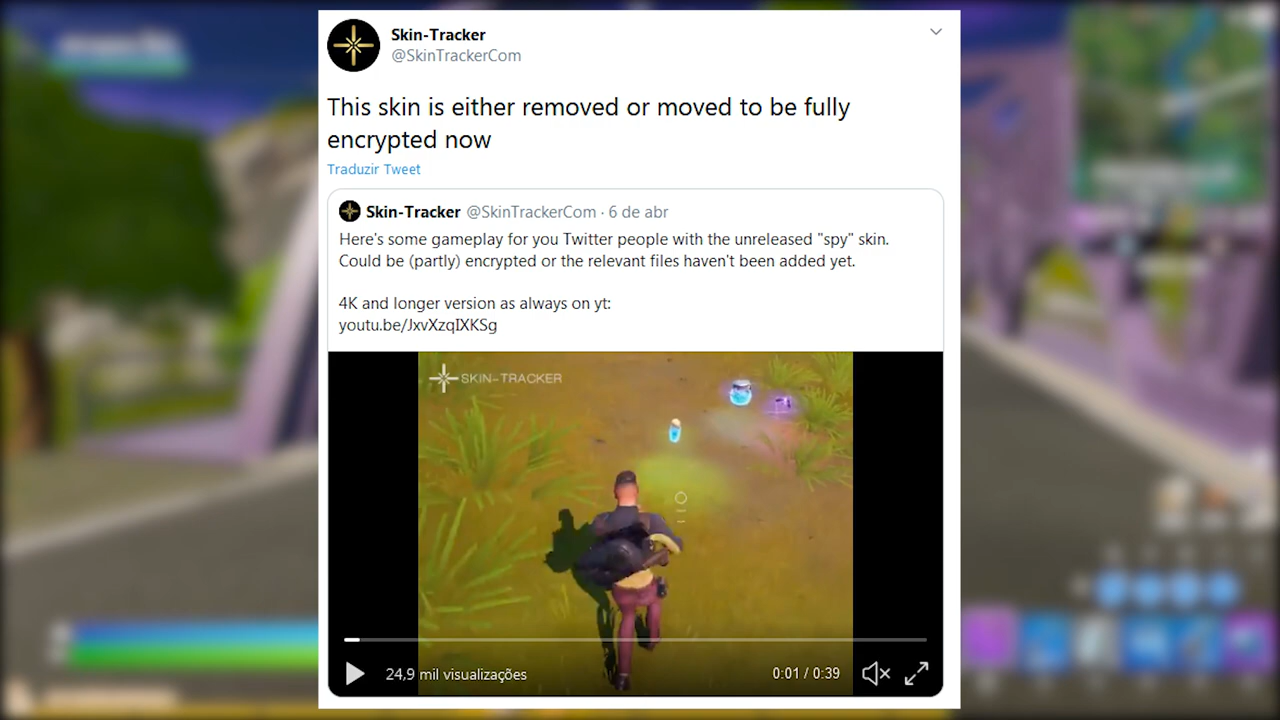 Skin-Tracker
@SkinTrackerCom
This skin is either removed or moved to be fully
encrypted now
Traduzir Tweet
Skin-Tracker @SkinTrackerCom · 6 de abr
Here's some gameplay for you Twitter people with the unreleased "spy" skin.
Could be (partly) encrypted or the relevant files haven't been added yet.
4K and longer version as always on yt:
youtu.be/JxvXzqIXKSg
SKIN-TRACKER
24,9 mil visualizações
0:01 / 0:39